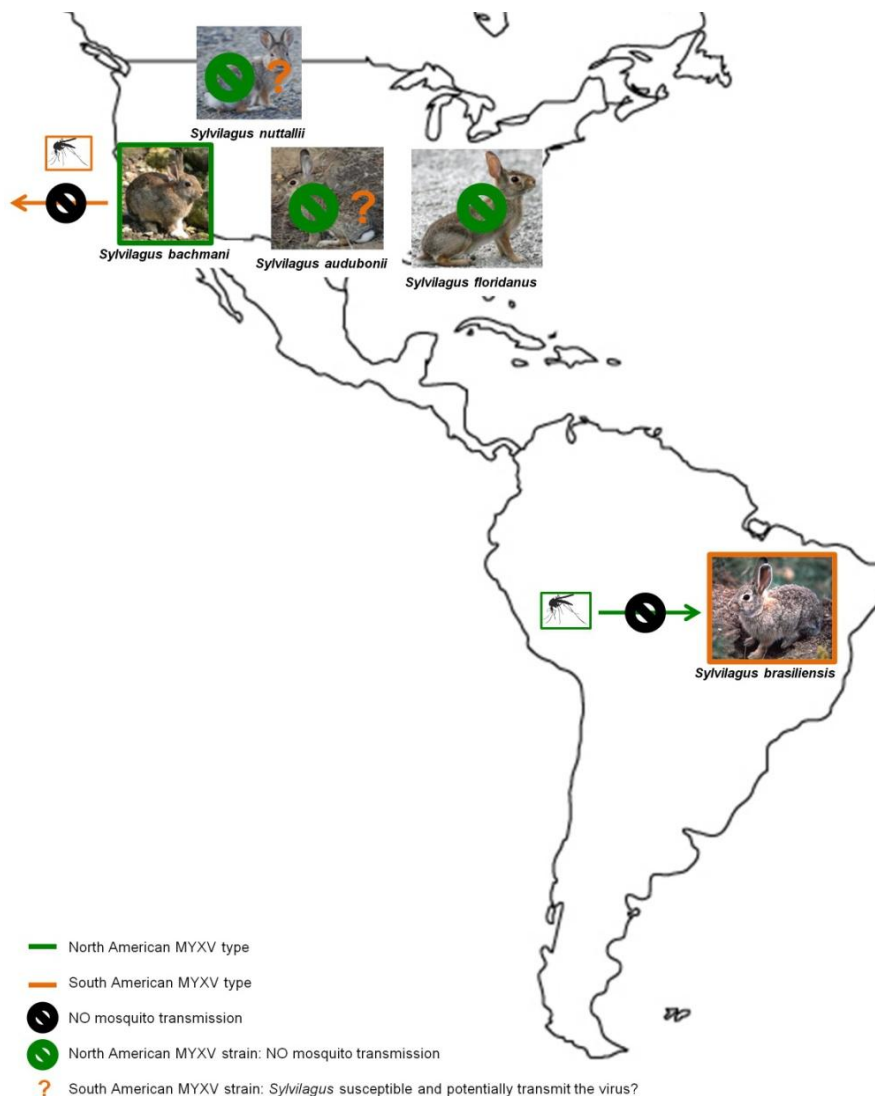 ?
Sylvilagus nuttallii
?
Sylvilagus bachmani
Sylvilagus audubonii
Sylvilagus floridanus
Sylvilagus brasiliensis
North American MYXV type
South American MYXV type
NO mosquito transmission
North American MYXV strain: NO mosquito transmission
? South American MYXV strain: Sylvilagus susceptible and potentially transmit the virus?